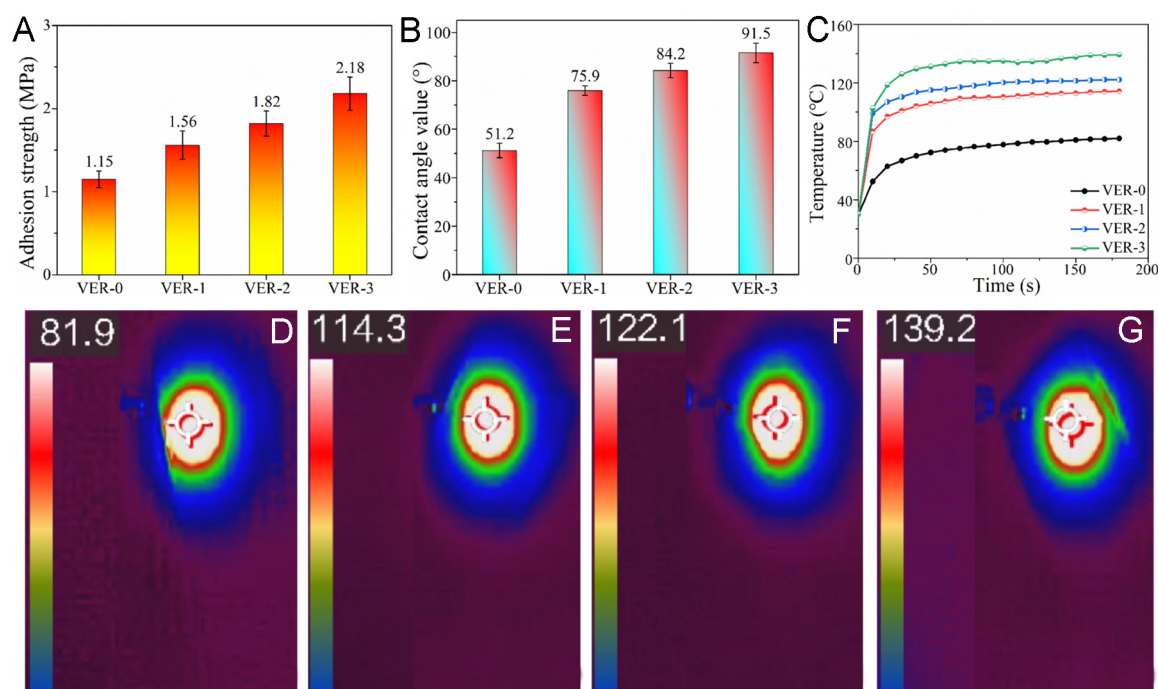 A
Adhesion strength (MPa)
3
2
1
0
1.15
1.56
1.82
2.18
VER-0 VER-1 VER-2 VER-3
B
Contact angle value (°)
100
80
60
40
20
0
51.2
75.9
84.2
91.5
VER-0 VER-1 VER-2 VER-3
C
Temperature (°C)
160
120
80
40
0
VER-0
VER-1
VER-2
VER-3
0 50 100 150 200
Time (s)
81.9 D
114.3 E
122.1 F
139.2 G